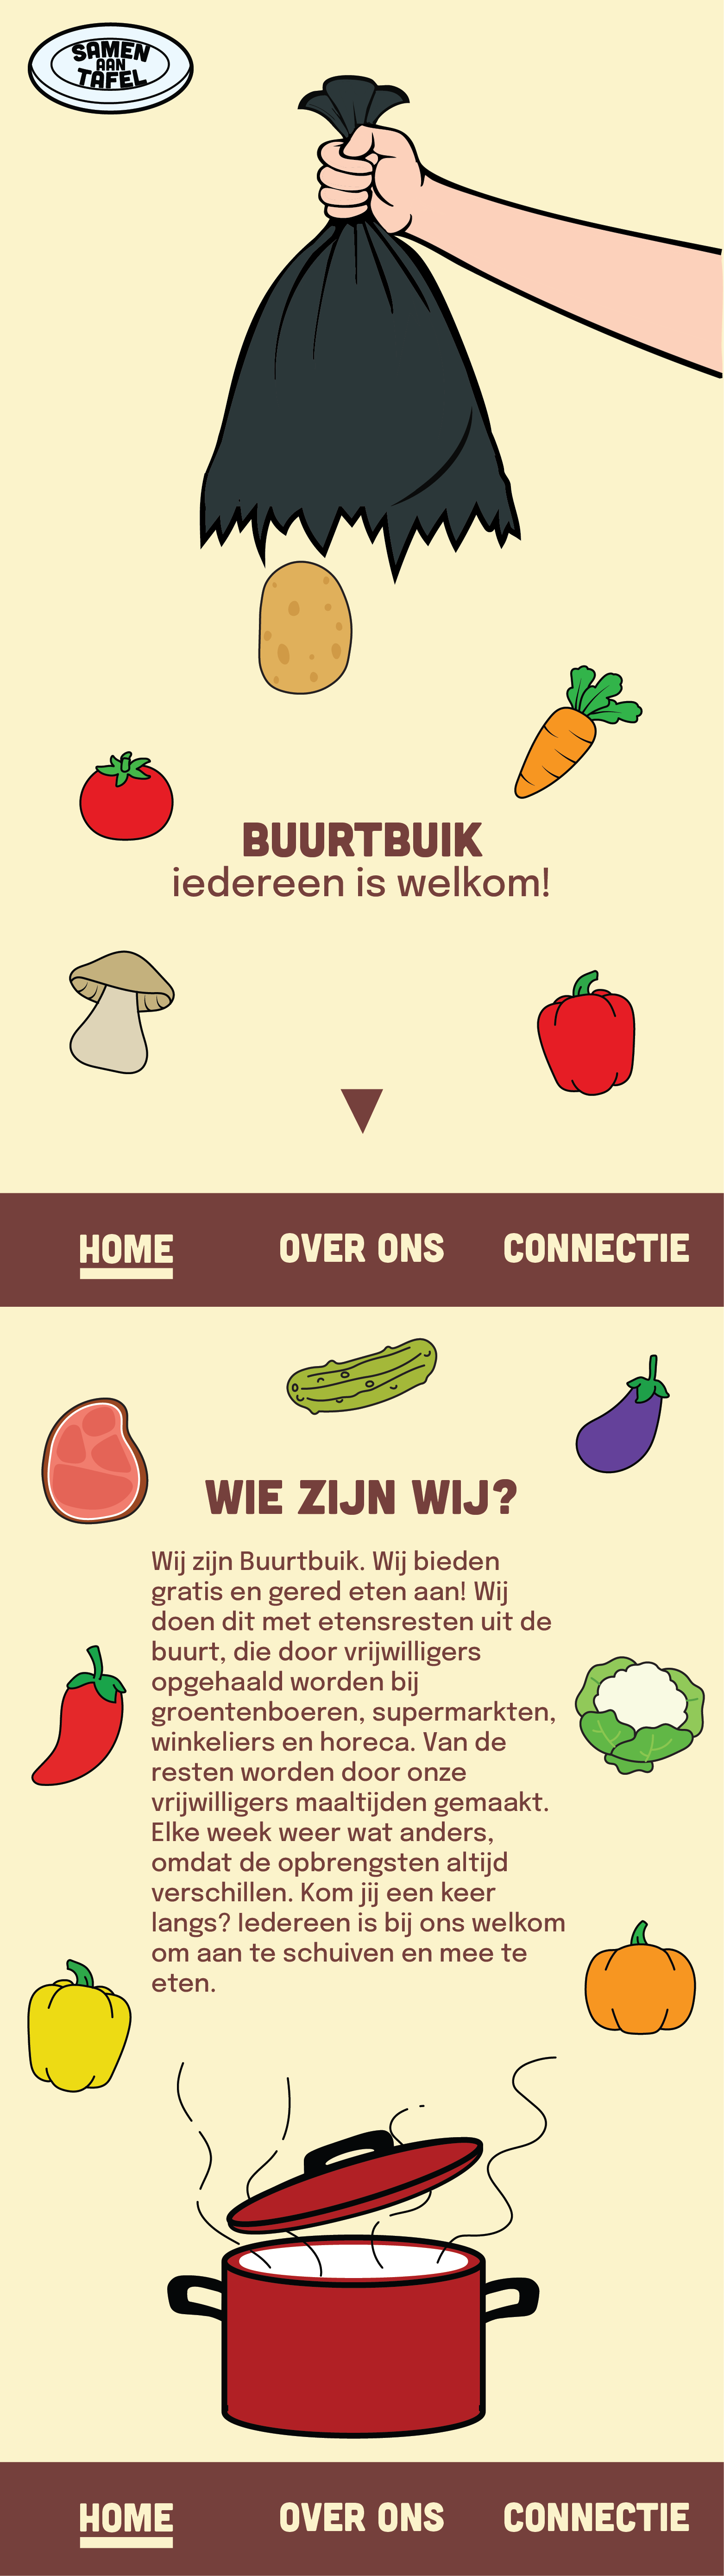 SAMEN
AAN
TAFEL
BUURTBUIK
iedereen is welkom!
HOME OVER ONS CONNECTIE
WIE ZIJN WIJ?
Wij zijn Buurtbuik. Wij bieden
gratis en gered eten aan! Wij
doen dit met etensresten uit de
buurt, die door vrijwilligers
opgehaald worden bij
groentenboeren, supermarkten,
winkeliers en horeca. Van de
resten worden door onze
vrijwilligers maaltijden gemaakt.
Elke week weer wat anders,
omdat de opbrengsten altijd
verschillen. Kom jij een keer
langs? Iedereen is bij ons welkom
om aan te schuiven en mee te
eten.
HOME OVER ONS CONNECTIE